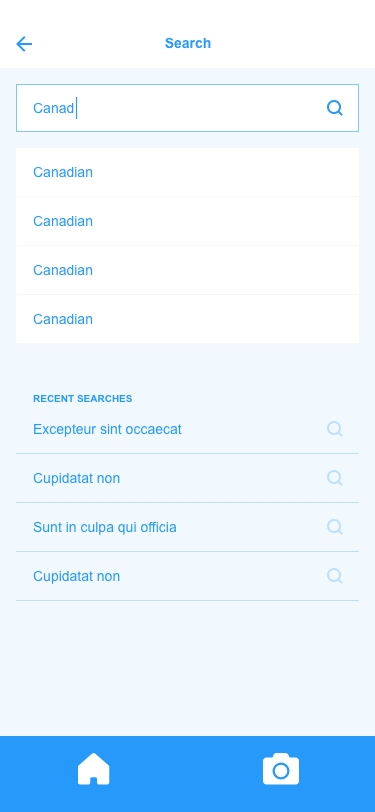 Search
Canad
Canadian
Canadian
Canadian
Canadian
RECENT SEARCHES
Excepteur sint occaecat
Cupidatat non
Sunt in culpa qui officia
Cupidatat non